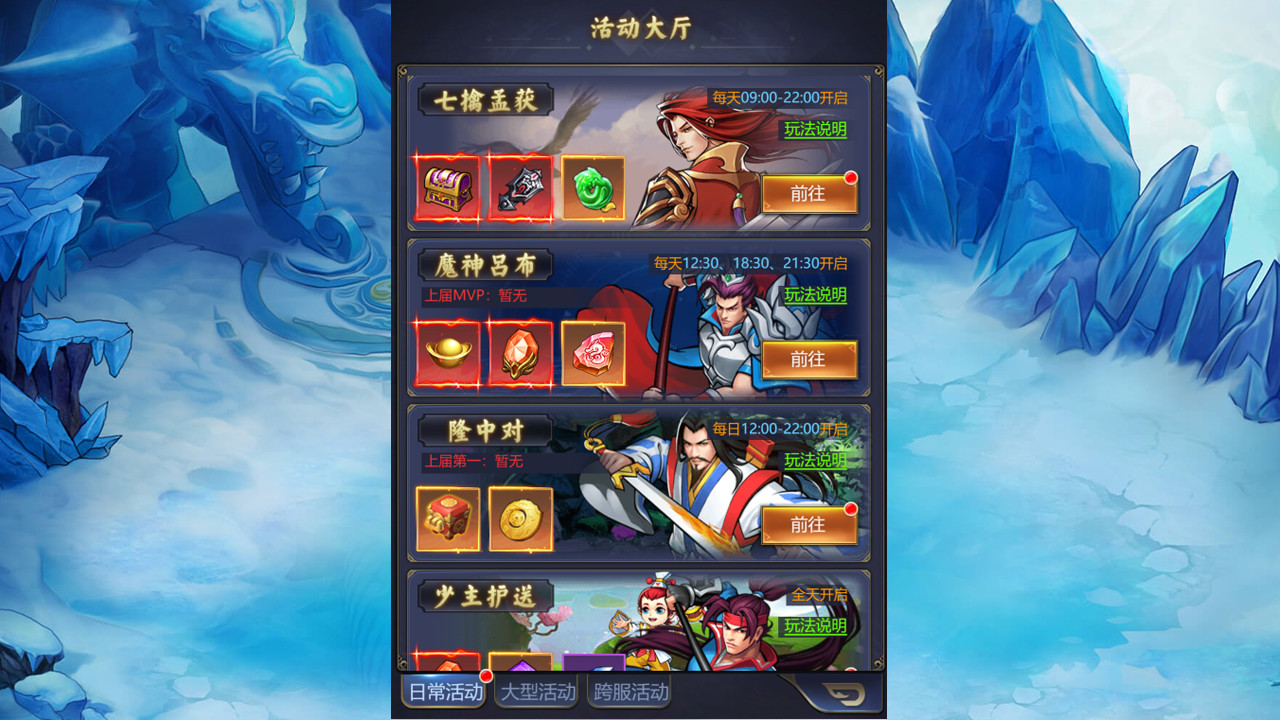 活动大厅
七擒孟获
每天09:00-22:00开启
玩法说明
前往
魔神吕布
每天12:30、18:30、21:30开启
上届MVP：暂无
玩法说明
前往
隆中对
每日12:00-22:00开启
上届第一：暂无
玩法说明
前往
少主护送
全天开启
玩法说明
日常活动
大型活动
跨服活动